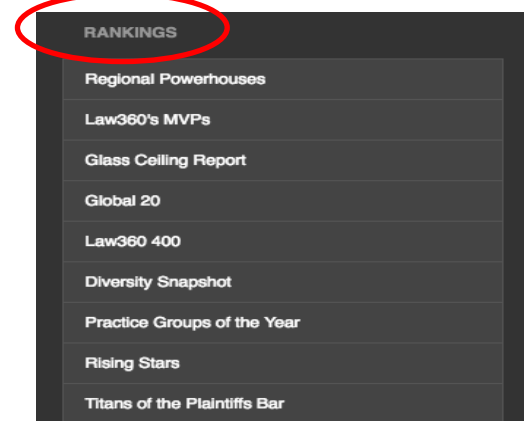 RANKINGS
Regional Powerhouses
Law360's MVPs
Glass Ceiling Report
Global 20
Law360 400
Diversity Snapshot
Practice Groups of the Year
Rising Stars
Titans of the Plaintiffs Bar